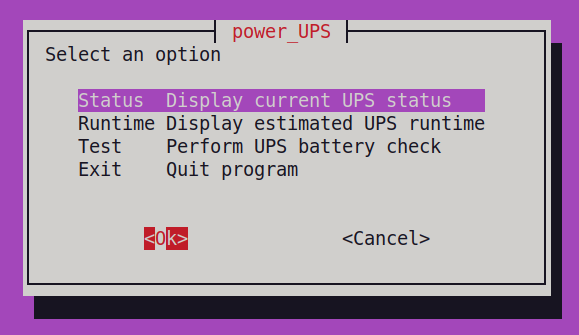 power_UPS
Select an option
Status Display current UPS status
Runtime Display estimated UPS runtime
Test Perform UPS battery check
Exit Quit program
<Ok> <Cancel>